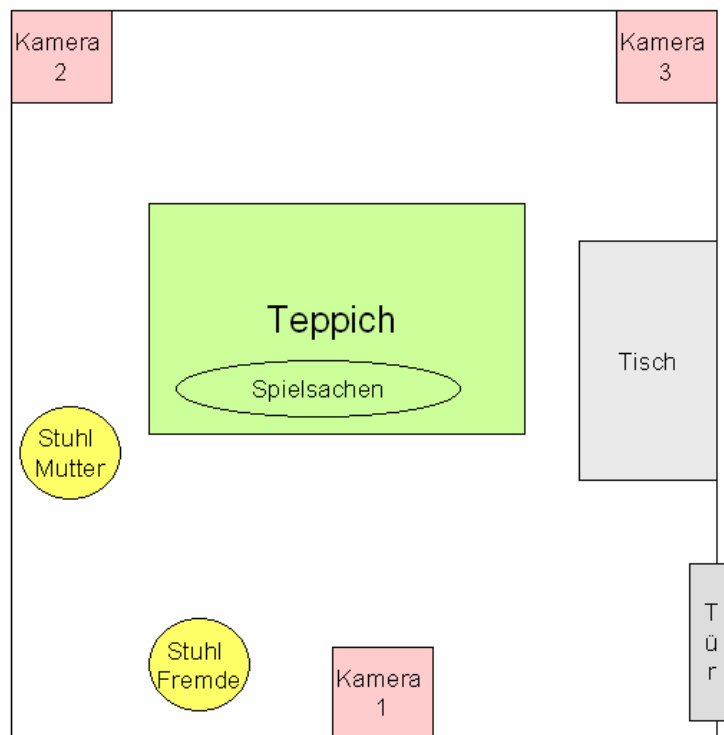 Kamera
2
Kamera
3
Teppich
Spielsachen
Tisch
Stuhl
Mutter
T
ü
r
Stuhl
Fremde
Kamera
1